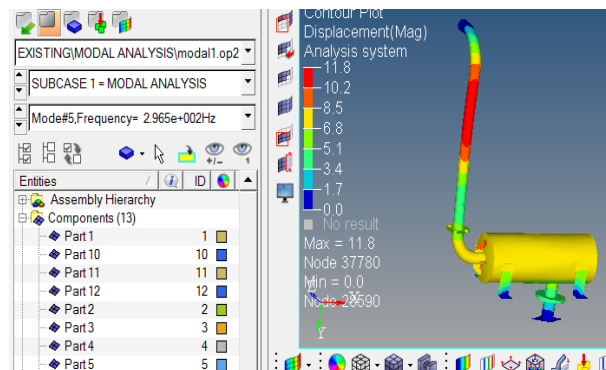 EXISTING\MODAL ANALYSIS\modal1.op2
SUBCASE 1 = MODAL ANALYSIS
Mode#5,Frequency= 2.965e+002Hz
+/-
1
Entities / ID
Assembly Hierarchy
Components (13)
Part 1 1
Part 10 10
Part 11 11
Part 12 12
Part 2 2
Part 3 3
Part 4 4
Part 5 5
Contour Plot
Displacement(Mag)
Analysis system
11.8
10.2
8.5
6.8
5.1
3.4
1.7
0.0
No result
Max = 11.8
Node 37780
Min = 0.0
Node
X
Y